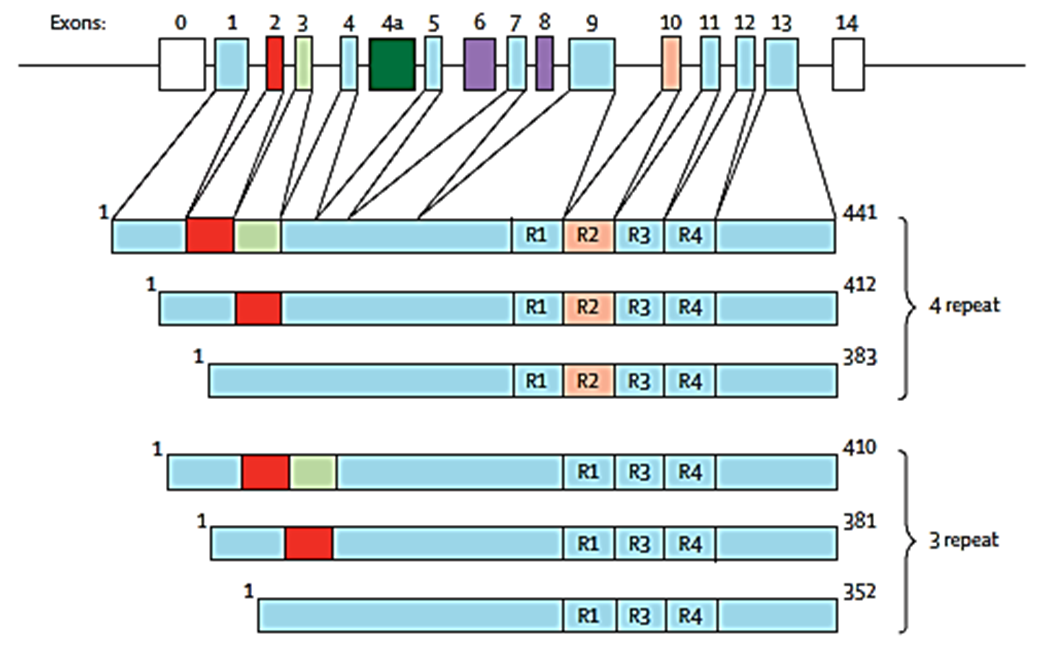 Exons: 0 1 2 3 4 4a 5 6 7 8 9 10 11 12 13 14
1 441
R1 R2 R3 R4
1 412
R1 R2 R3 R4
4 repeat
1 383
R1 R2 R3 R4
1 410
R1 R3 R4
1 381
R1 R3 R4
3 repeat
1 352
R1 R3 R4